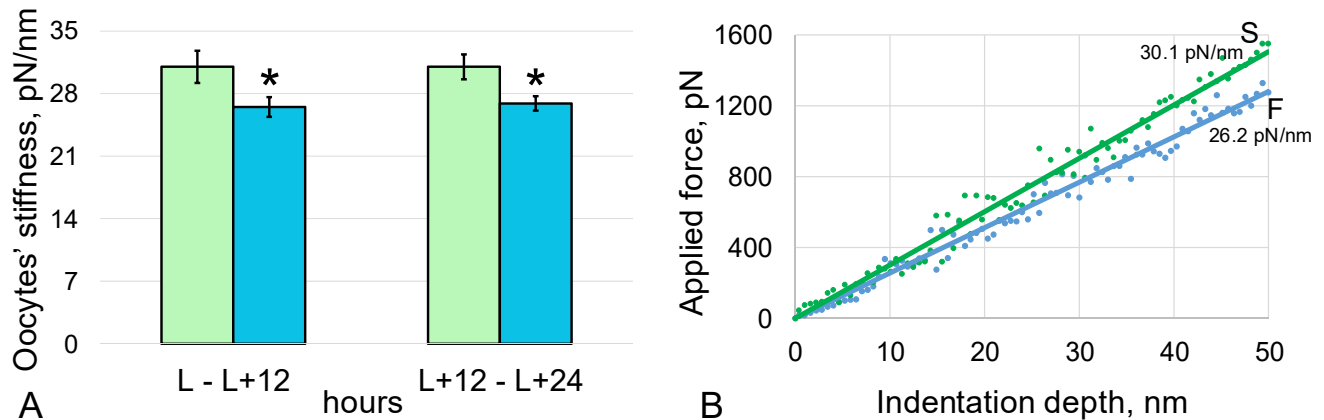 Oocytes’ stiffness, pN/nm
35
28
21
14
7
0
*
*
L - L+12
L+12 - L+24
hours
A
Applied force, pN
1600
1200
800
400
0
S
30.1 pN/nm
F
26.2 pN/nm
0
10
20
30
40
50
Indentation depth, nm
B